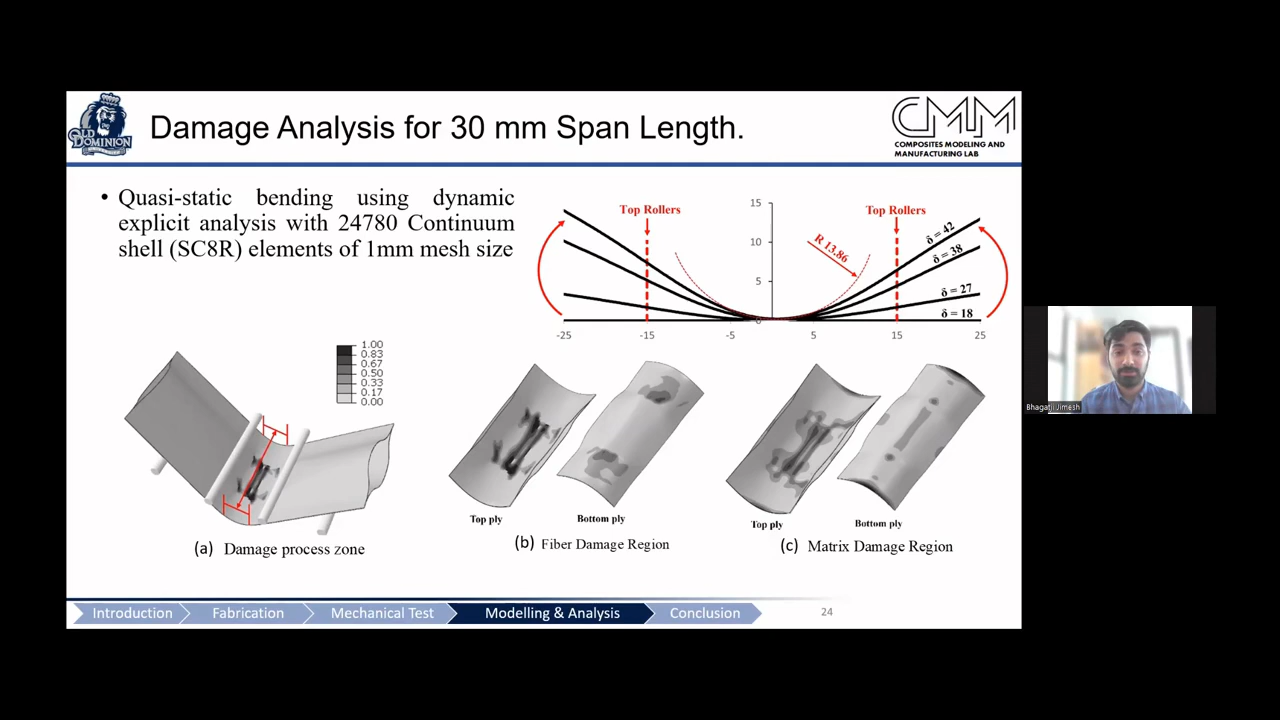 OLD DOMINION
Damage Analysis for 30 mm Span Length.
CMM
COMPOSITES MODELING AND
MANUFACTURING LAB
• Quasi-static bending using dynamic
explicit analysis with 24780 Continuum
shell (SC8R) elements of 1mm mesh size
Top Rollers
Top Rollers
15
10
5
0
R 13.86
δ = 42
δ = 38
δ = 27
δ = 18
-25
-15
-5
5
15
25
1.00
0.83
0.67
0.50
0.33
0.17
0.00
(a) Damage process zone
Top ply
Bottom ply
(b) Fiber Damage Region
Top ply
Bottom ply
(c) Matrix Damage Region
Introduction
Fabrication
Mechanical Test
Modelling & Analysis
Conclusion
24
Bhagatji Jimesh